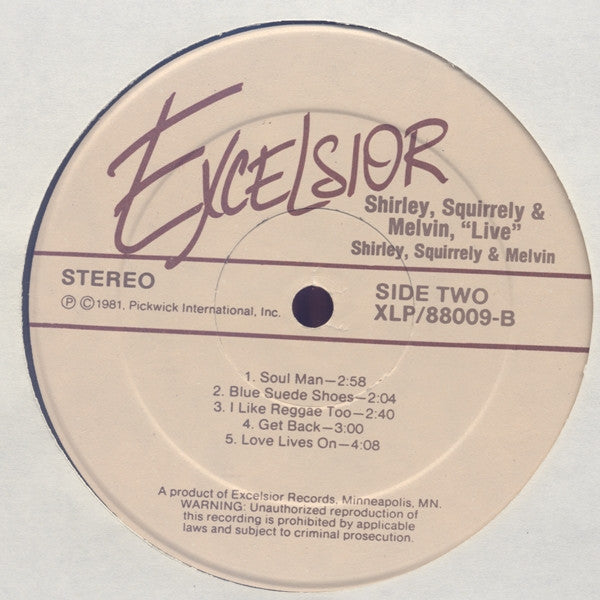 EXCELSIOR
Shirley, Squirrely &
Melvin, “Live”
Shirley, Squirrely & Melvin
STEREO
Ⓟ ©1981, Pickwick International, Inc.
SIDE TWO
XLP/88009-B
1. Soul Man—2:58
2. Blue Suede Shoes—2:04
3. I Like Reggae Too—2:40
4. Get Back—3:00
5. Love Lives On—4:08
A product of Excelsior Records, Minneapolis, MN.
WARNING: Unauthorized reproduction of
this recording is prohibited by applicable
laws and subject to criminal prosecution.